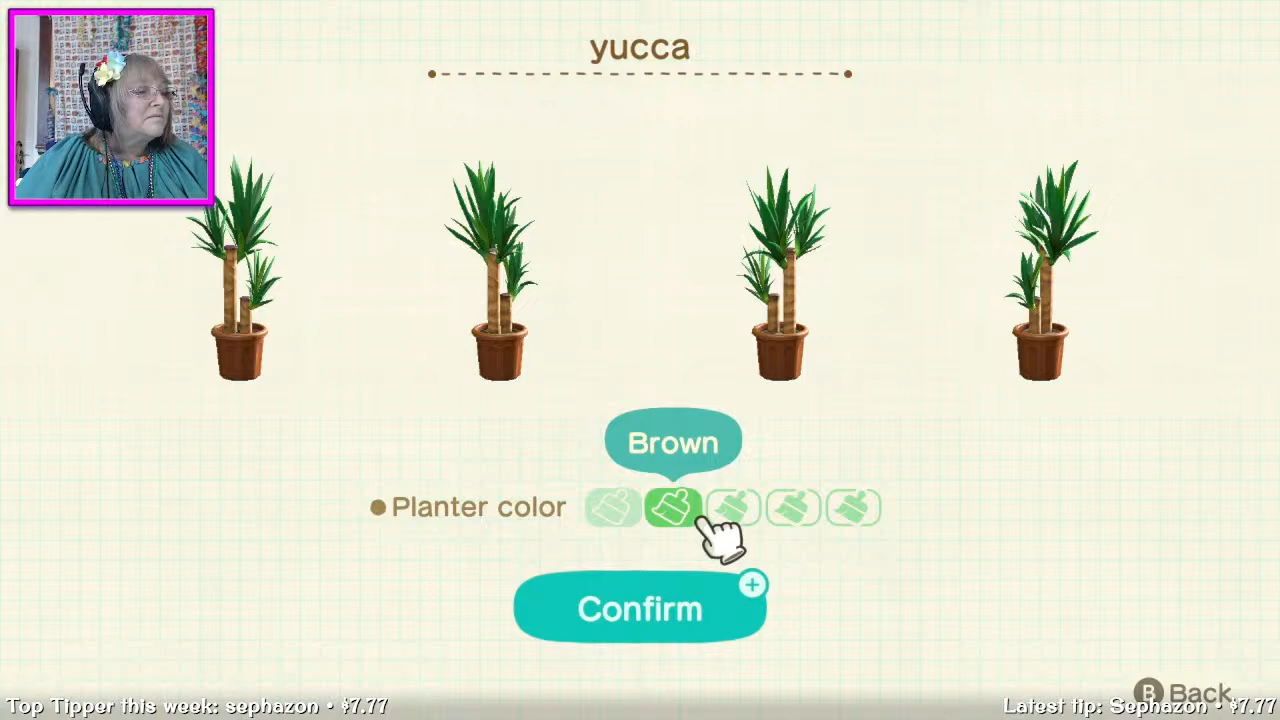 yucca
Brown
Planter color
Confirm
B Back
Top Tipper this week: sephazon • $7.77
Latest tip: Sephazon • $7.77